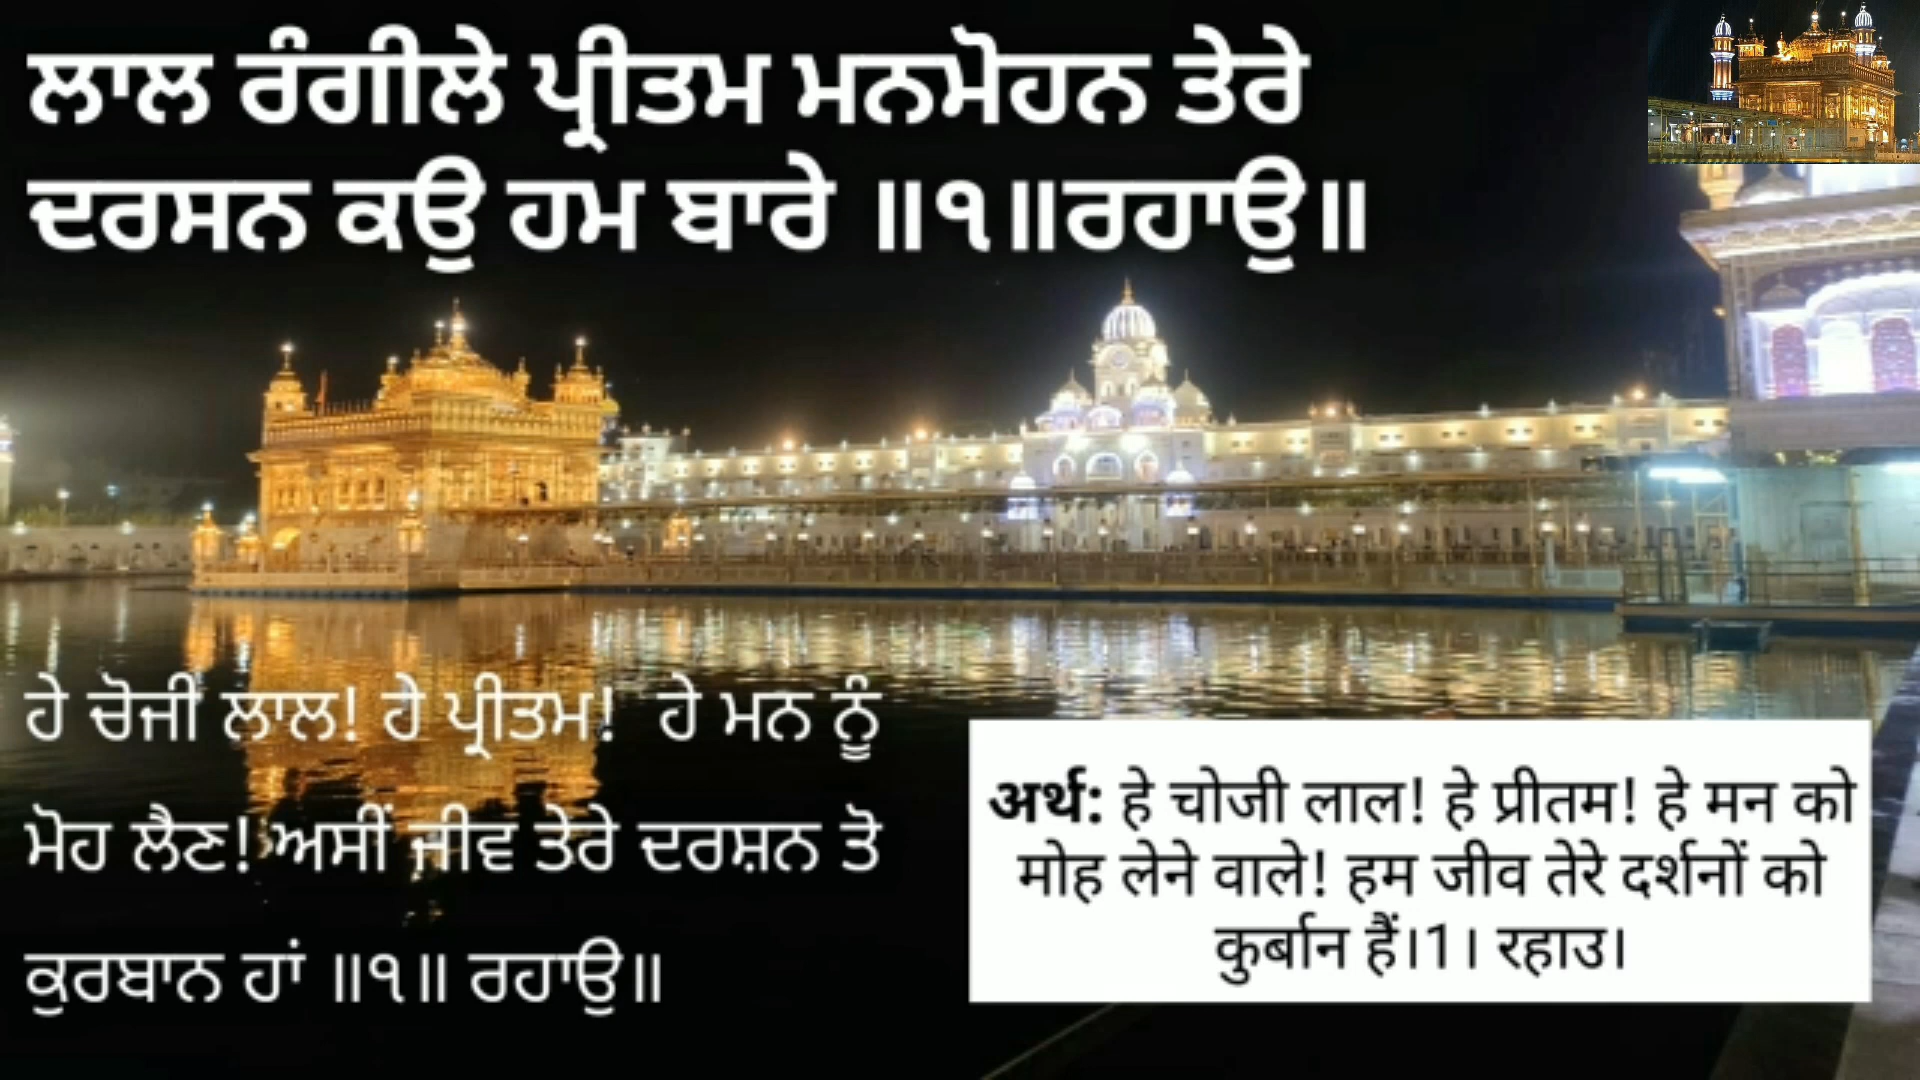 ਲਾਲ ਰੰਗੀਲੇ ਪ੍ਰੀਤਮ ਮਨਮੋਹਨ ਤੇਰੇ
ਦਰਸਨ ਕਉ ਹਮ ਬਾਰੇ ॥੧॥ਰਹਾਉ॥
ਹੇ ਚੋਜੀ ਲਾਲ! ਹੇ ਪ੍ਰੀਤਮ! ਹੇ ਮਨ ਨੂੰ
ਮੋਹ ਲੈਣ! ਅਸੀਂ ਜੀਵ ਤੇਰੇ ਦਰਸ਼ਨ ਤੋ
ਕੁਰਬਾਨ ਹਾਂ ॥੧॥ ਰਹਾਉ॥
अर्थ: हे चोजी लाल! हे प्रीतम! हे मन को
मोह लेने वाले! हम जीव तेरे दर्शनों को
कुर्बान हैं।1। रहाउ।